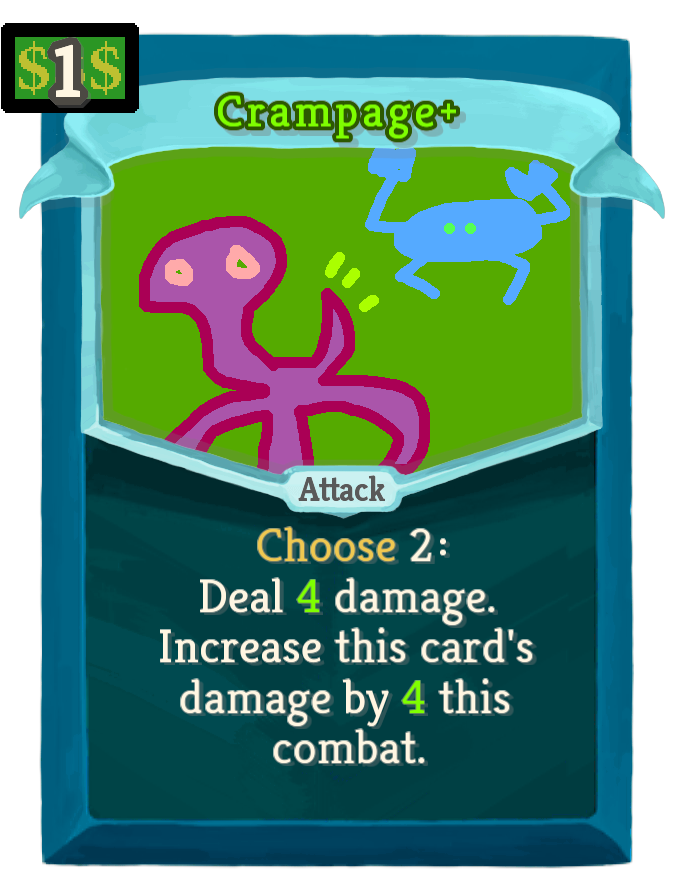 $1$
Crampage+
Attack
Choose 2:
Deal 4 damage.
Increase this card's
damage by 4 this
combat.